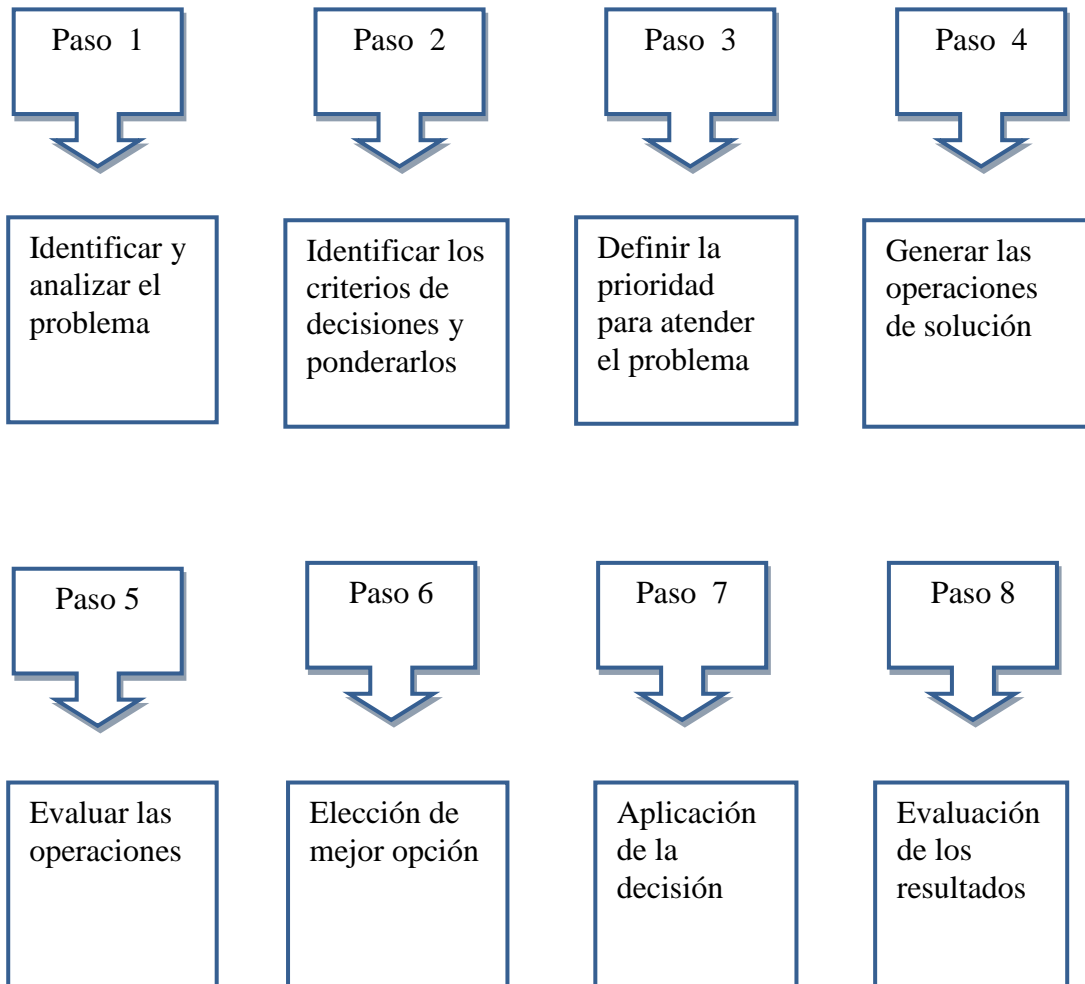 Paso  1
Paso  2
Paso  3
Paso  4
Identificar y
analizar el
problema
Identificar los
criterios de
decisiones y
ponderarlos
Definir la
prioridad
para atender
el problema
Generar las
operaciones
de solución
Paso 5
Paso 6
Paso  7
Paso 8
Evaluar las
operaciones
Elección de
mejor opción
Aplicación
de la
decisión
Evaluación
de los
resultados